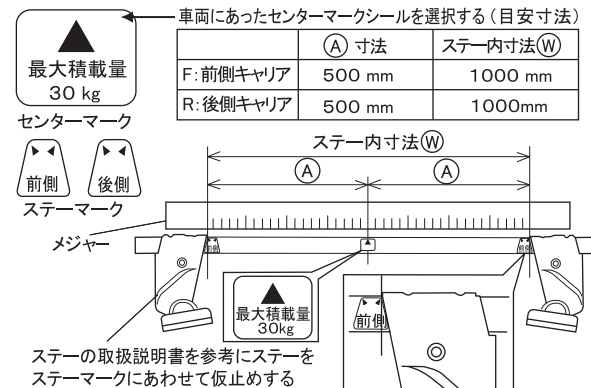 車両にあったセンターマークシールを選択する(目安寸法)
▲
最大積載量
30 kg
センターマーク
Ⓐ 寸法 ステー内寸法Ⓦ
F:前側キャリア 500 mm 1000 mm
R:後側キャリア 500 mm 1000mm
前側 後側
ステーマーク
ステー内寸法Ⓦ
Ⓐ Ⓐ
メジャー
前側 ▲ 前側
▲
最大積載量
30kg
前側
ステーの取扱説明書を参考にステーを
ステーマークにあわせて仮止めする